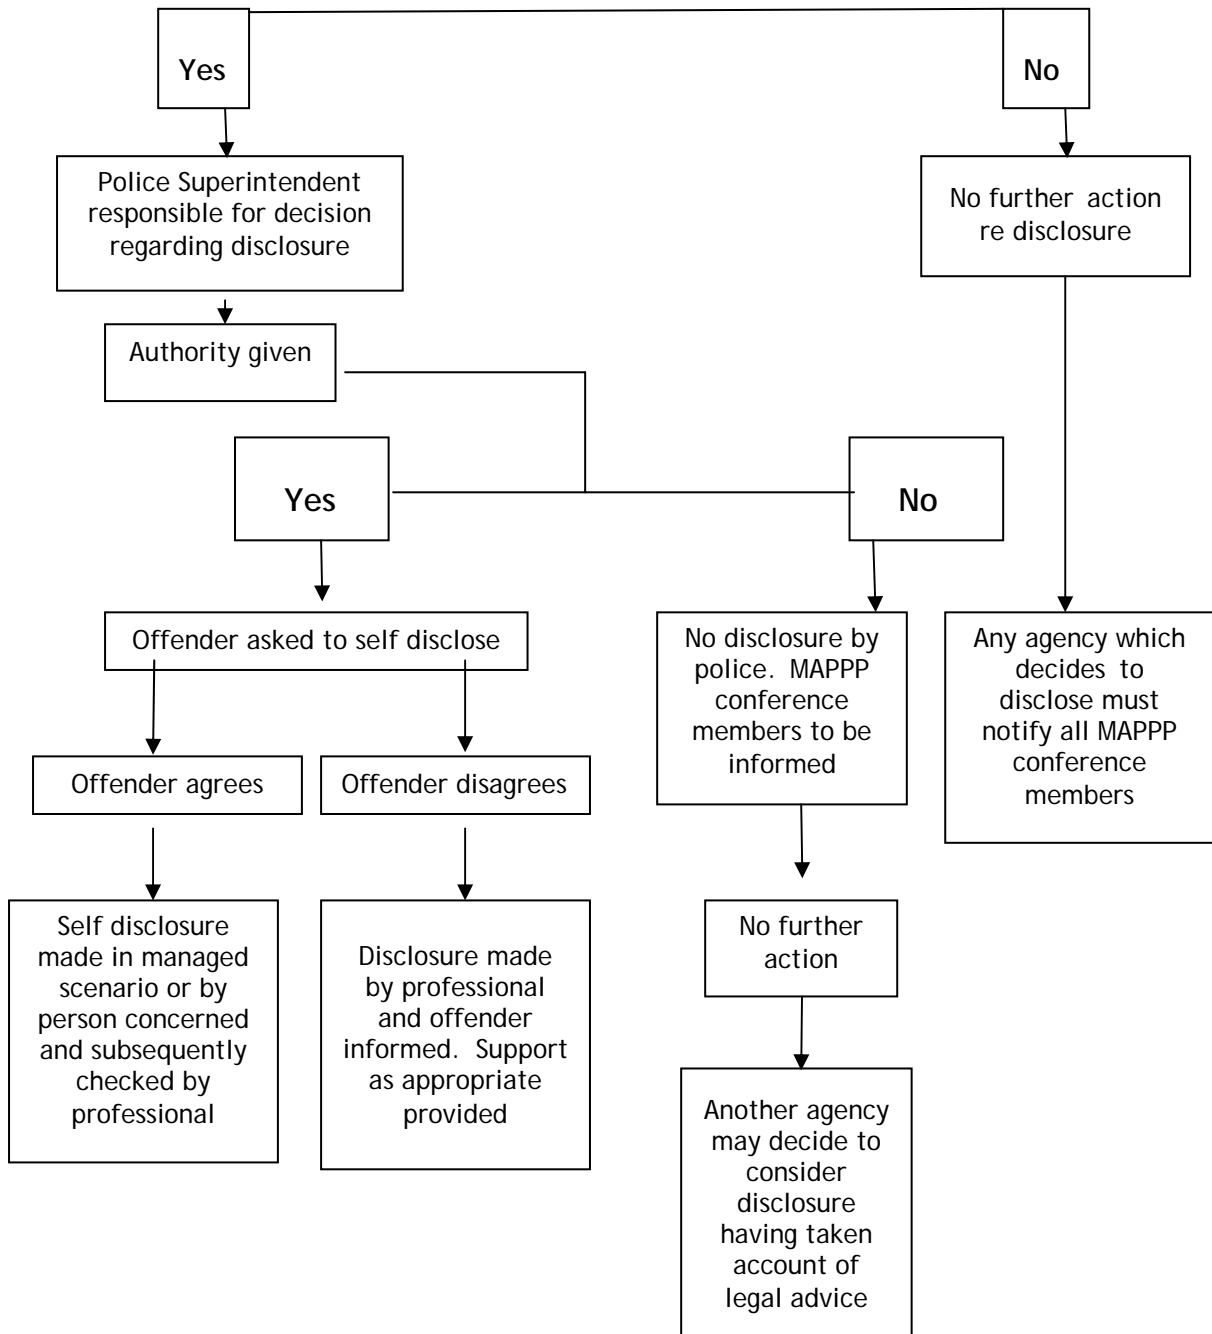 Yes
No
Police Superintendent
responsible for decision
regarding disclosure
No further action
re disclosure
Authority given
Yes
No
Offender asked to self disclose
No disclosure by
police. MAPPP
conference
members to be
informed
Any agency which
decides to
disclose must
notify all MAPPP
conference
members
Offender agrees
Offender disagrees
Self disclosure
made in managed
scenario or by
person concerned
and subsequently
checked by
professional
Disclosure made
by professional
and offender
informed. Support
as appropriate
provided
No further
action
Another agency
may decide to
consider
disclosure
having taken
account of
legal advice